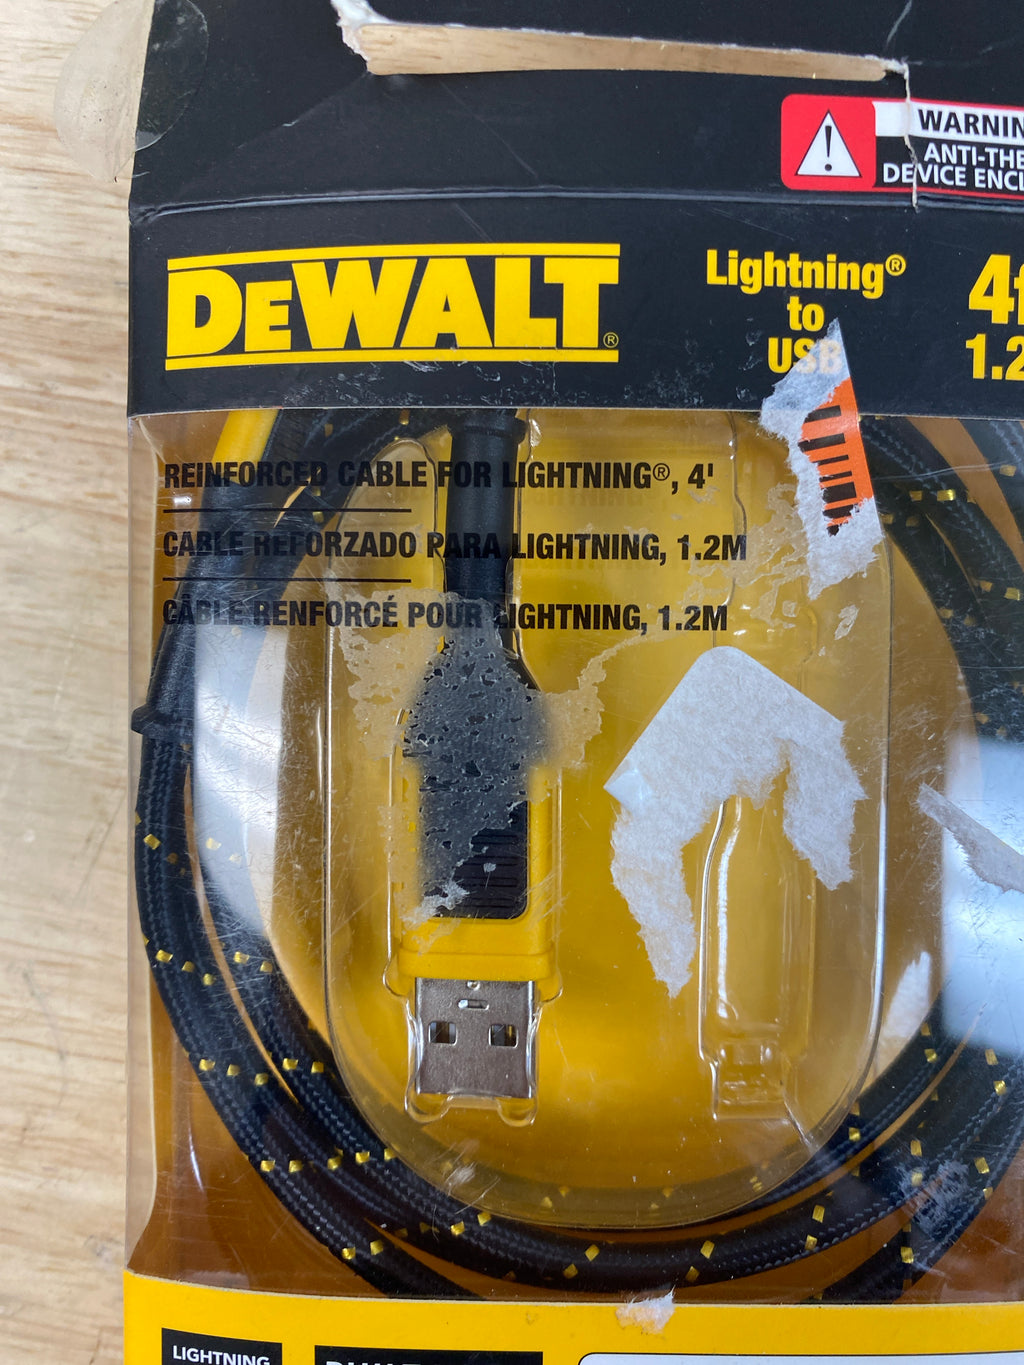 WARNIN
ANTI-THE
DEVICE ENCL
DEWALT®
Lightning®
to
USB
4f
1.2
REINFORCED CABLE FOR LIGHTNING®, 4'
CABLE REFORZADO PARA LIGHTNING, 1.2M
CÂBLE RENFORCÉ POUR LIGHTNING, 1.2M
LIGHTNING